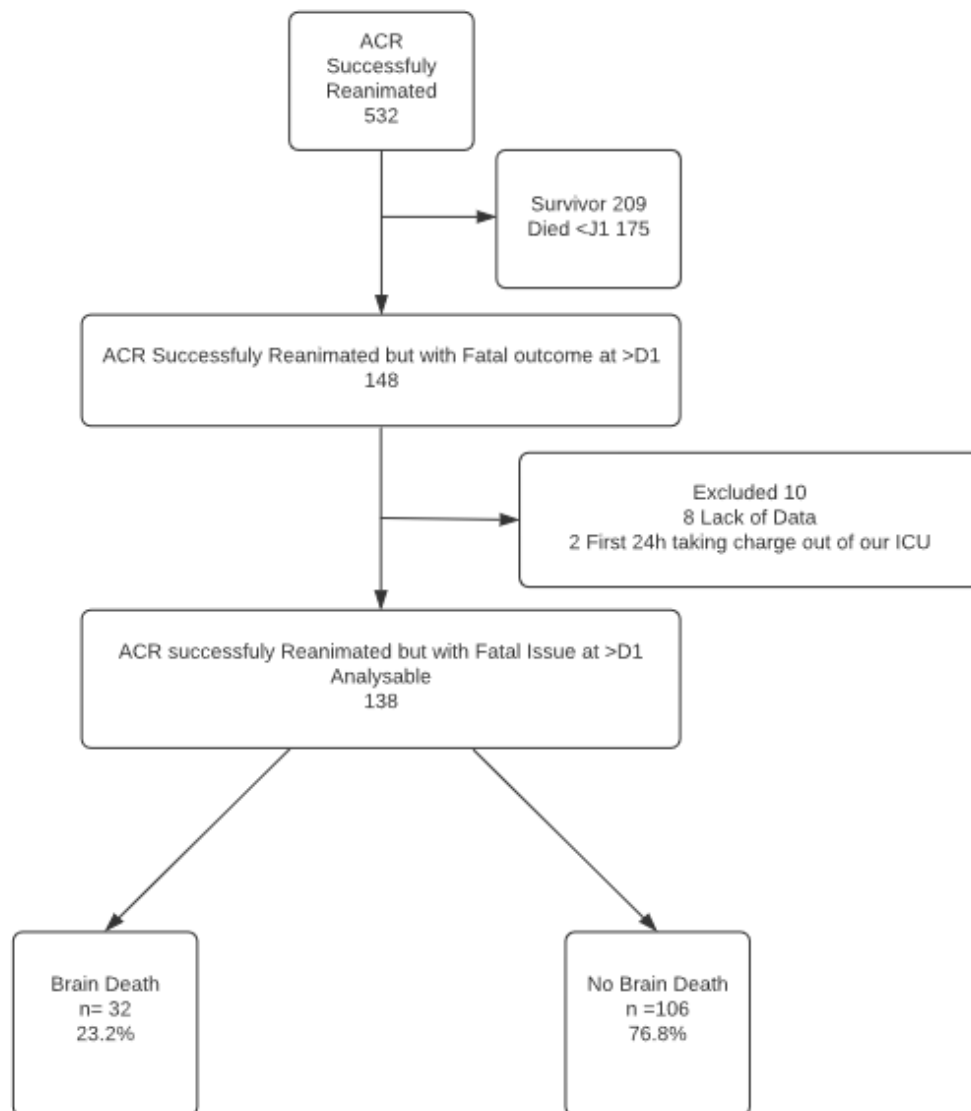 ACR
Successfuly
Reanimated
532
Survivor 209
Died <J1 175
ACR Successfuly Reanimated but with Fatal outcome at >D1
148
Excluded 10
8 Lack of Data
2 First 24h taking charge out of our ICU
ACR successfuly Reanimated but with Fatal Issue at >D1
Analysable
138
Brain Death
n= 32
23.2%
No Brain Death
n =106
76.8%